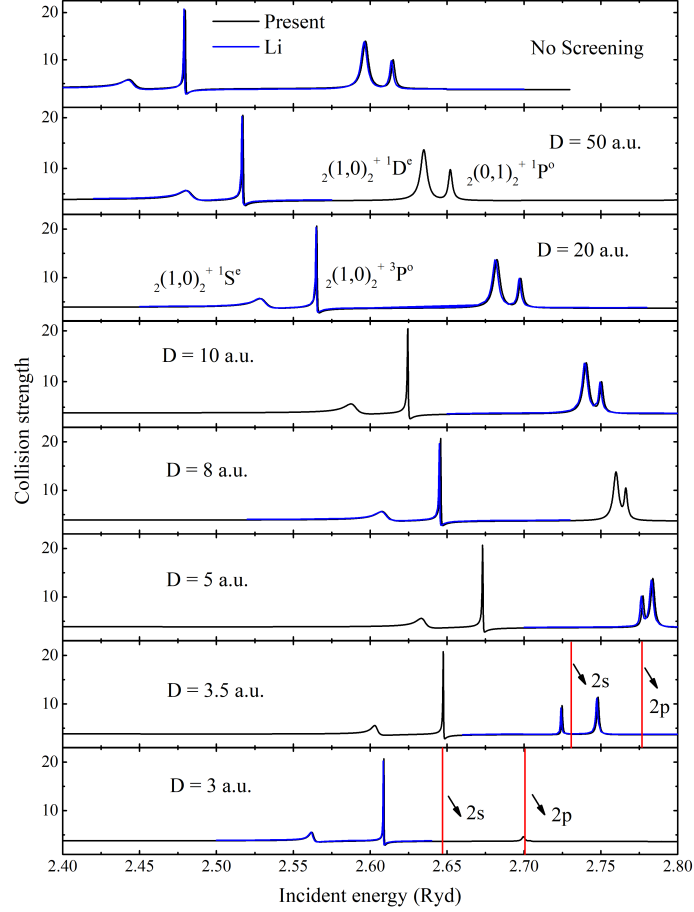 20
10
Present
Li
No Screening
20
10
₂(1,0)₂⁺ ¹Dᵉ
₂(0,1)₂⁺ ¹Pᵒ
D = 50 a.u.
20
10
₂(1,0)₂⁺ ¹Sᵉ
₂(1,0)₂⁺ ³Pᵒ
D = 20 a.u.
20
10
D = 10 a.u.
20
10
D = 8 a.u.
20
10
D = 5 a.u.
20
10
D = 3.5 a.u.
2s
2p
20
10
D = 3 a.u.
2s
2p
Collision strength
2.40 2.45 2.50 2.55 2.60 2.65 2.70 2.75 2.80
Incident energy (Ryd)